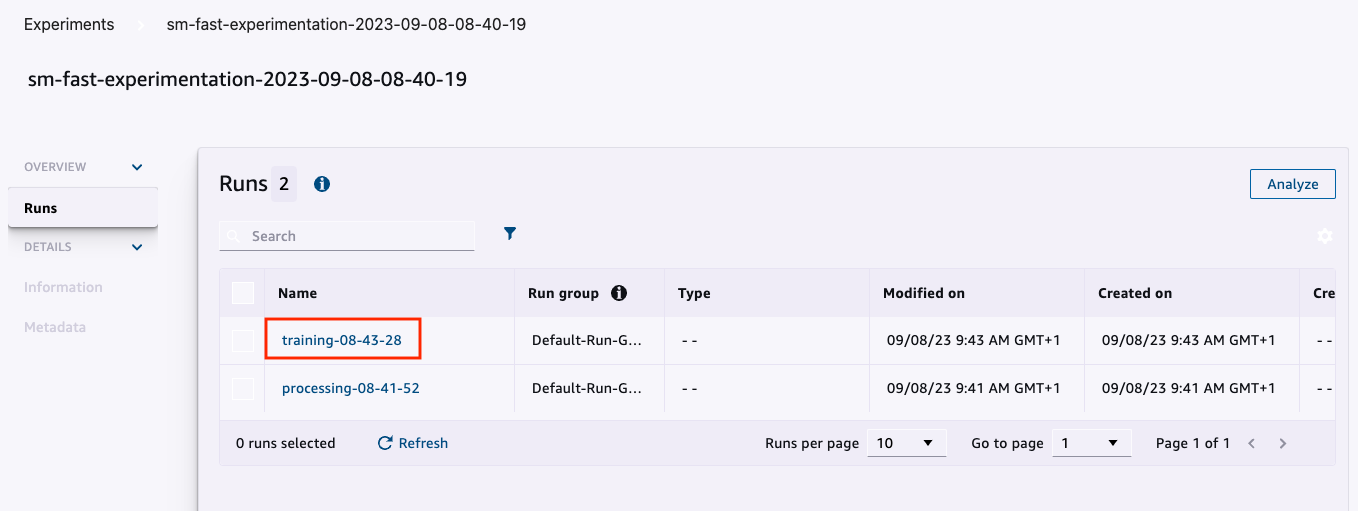 Experiments sm-fast-experimentation-2023-09-08-08-40-19
sm-fast-experimentation-2023-09-08-08-40-19
OVERVIEW
Runs
DETAILS
Information
Metadata
Runs 2
Analyze
Search
Name Run group Type Modified on Created on Cre
training-08-43-28 Default-Run-G... -- 09/08/23 9:43 AM GMT+1 09/08/23 9:43 AM GMT+1 --
processing-08-41-52 Default-Run-G... -- 09/08/23 9:41 AM GMT+1 09/08/23 9:41 AM GMT+1 --
0 runs selected Refresh Runs per page 10 Go to page 1 Page 1 of 1